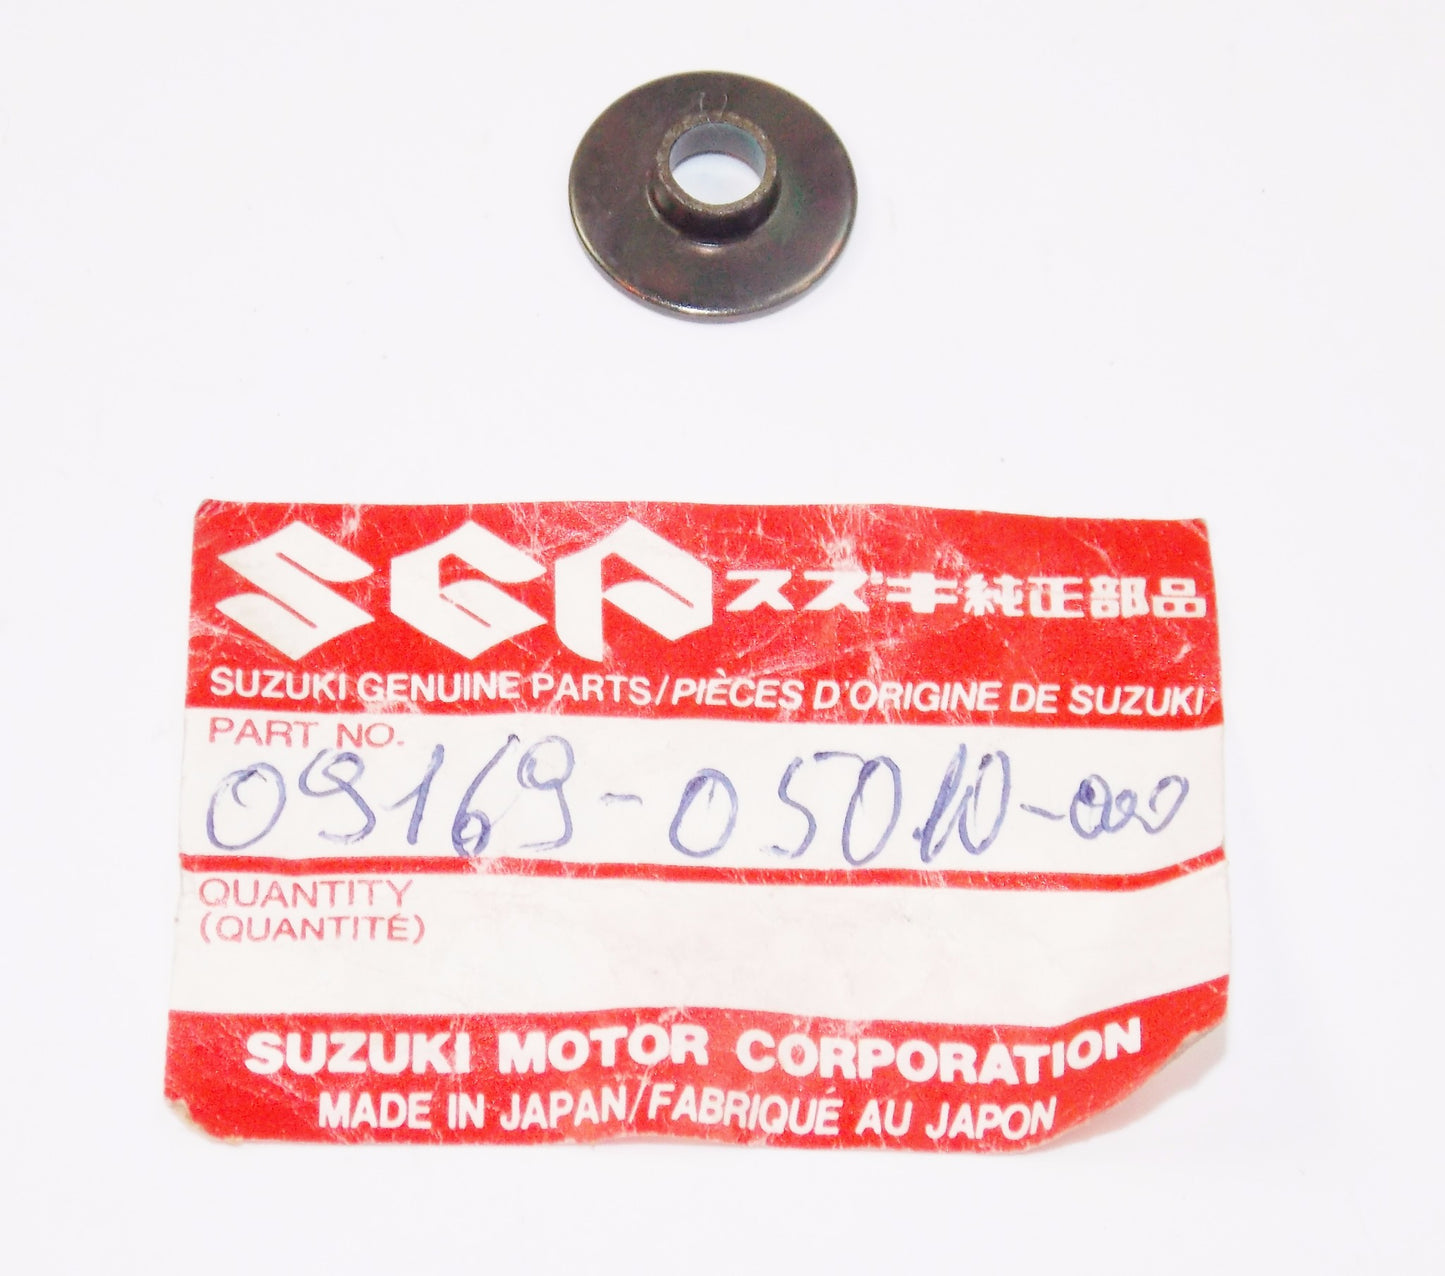 SGP スズキ純正部品
SUZUKI GENUINE PARTS/PIÈCES D'ORIGINE DE SUZUKI
PART NO.
09169-05010-000
QUANTITY
(QUANTITÉ)
SUZUKI MOTOR CORPORATION
MADE IN JAPAN/FABRIQUÉ AU JAPON